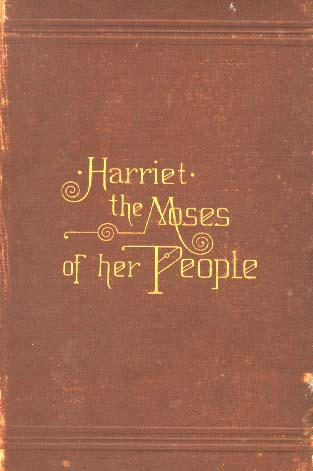 ·Harriet·
the Moses
of her People